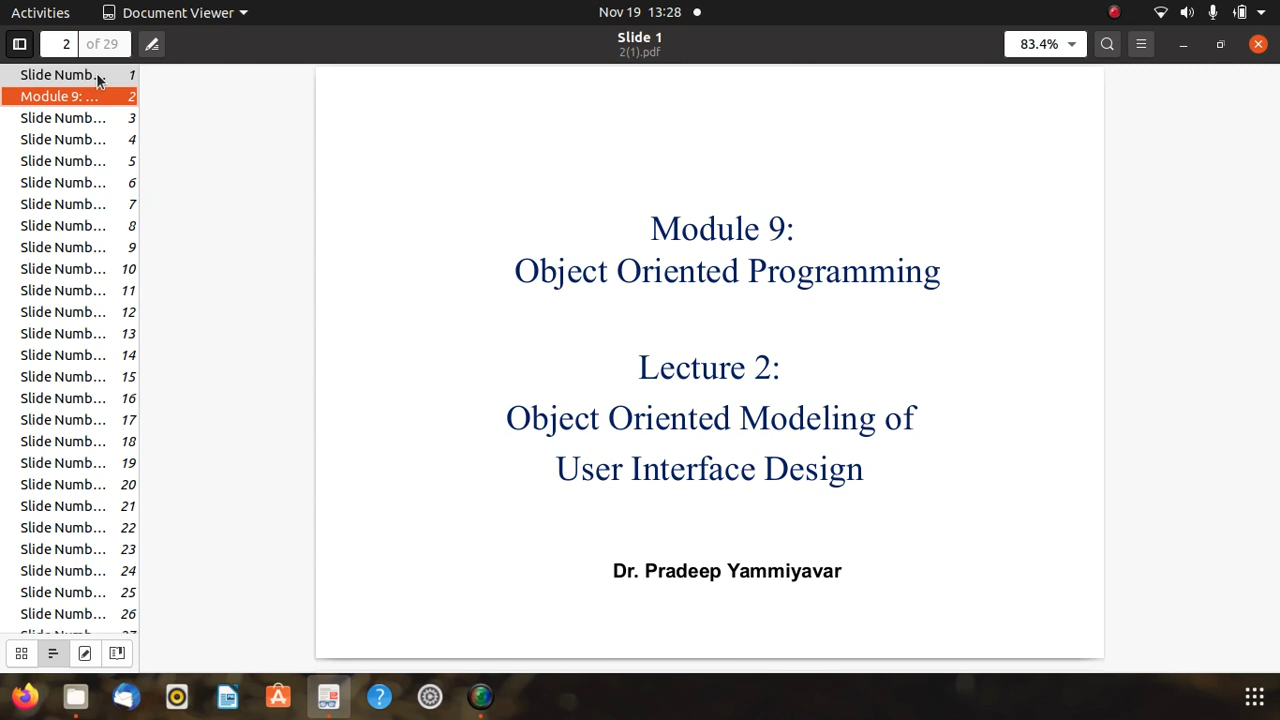 Activities
Document Viewer
Nov 19 13:28
2
of 29
Slide 1
2(1).pdf
83.4%
Slide Numb... 1
Module 9: ... 2
Slide Numb... 3
Slide Numb... 4
Slide Numb... 5
Slide Numb... 6
Slide Numb... 7
Slide Numb... 8
Slide Numb... 9
Slide Numb... 10
Slide Numb... 11
Slide Numb... 12
Slide Numb... 13
Slide Numb... 14
Slide Numb... 15
Slide Numb... 16
Slide Numb... 17
Slide Numb... 18
Slide Numb... 19
Slide Numb... 20
Slide Numb... 21
Slide Numb... 22
Slide Numb... 23
Slide Numb... 24
Slide Numb... 25
Slide Numb... 26
Module 9:
Object Oriented Programming
Lecture 2:
Object Oriented Modeling of
User Interface Design
Dr. Pradeep Yammiyavar